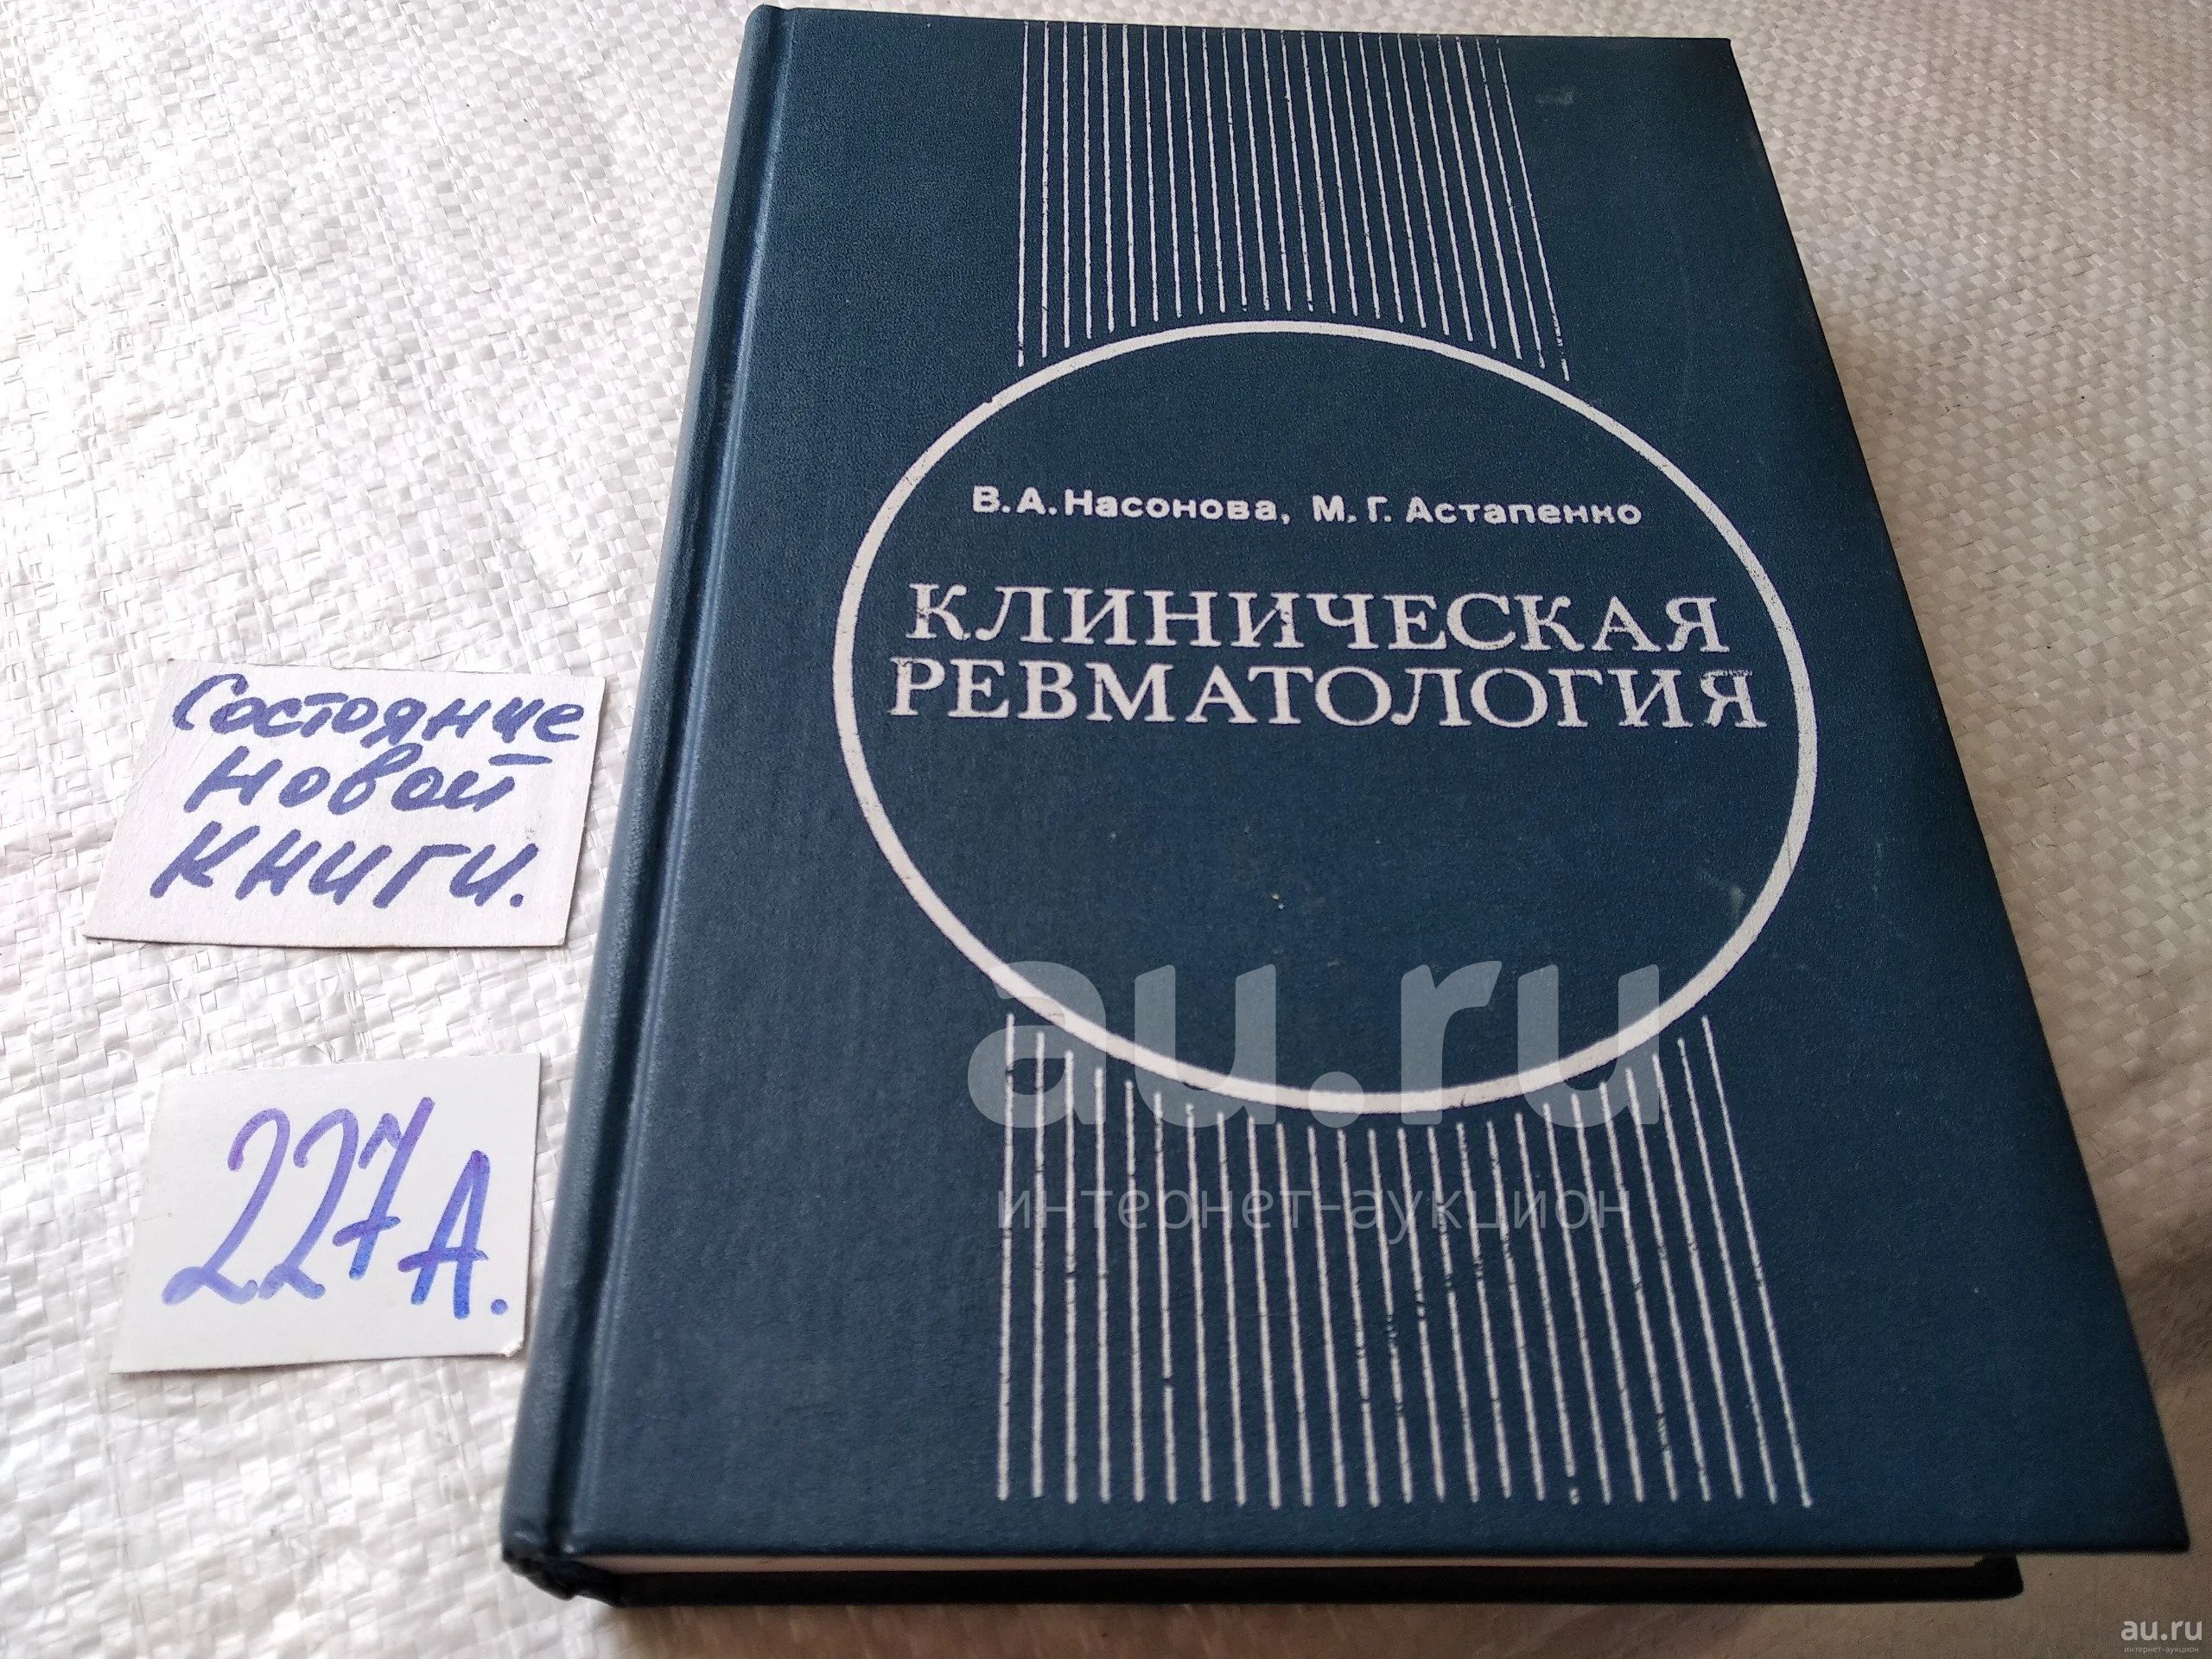 В.А.Насонова, М.Г.Астапенко
КЛИНИЧЕСКАЯ
РЕВМАТОЛОГИЯ
Состояние
новой
книги.
227А.
au.ru
интернет-аукцион
au.ru
интернет-аукцион